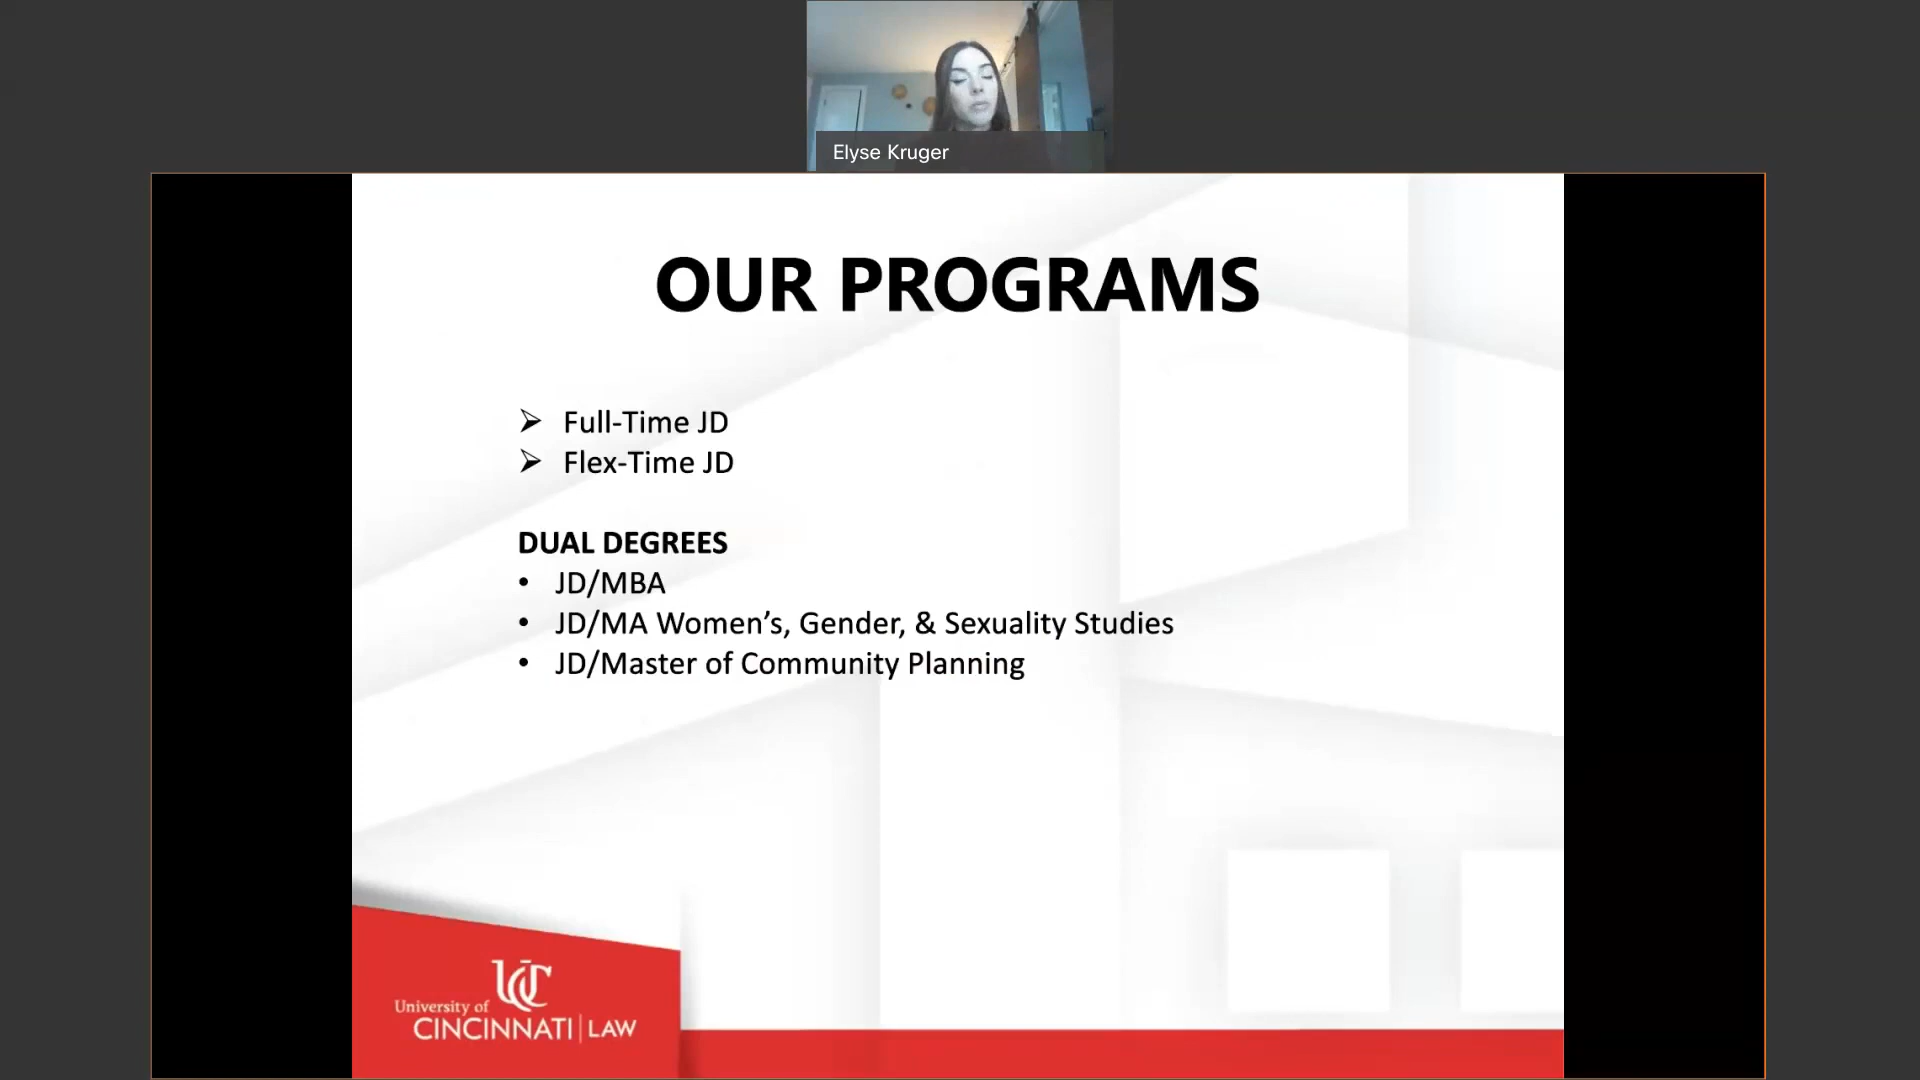 Elyse Kruger
OUR PROGRAMS
Full-Time JD
Flex-Time JD
DUAL DEGREES
JD/MBA
JD/MA Women’s, Gender, & Sexuality Studies
JD/Master of Community Planning
UC
University of
CINCINNATI | LAW